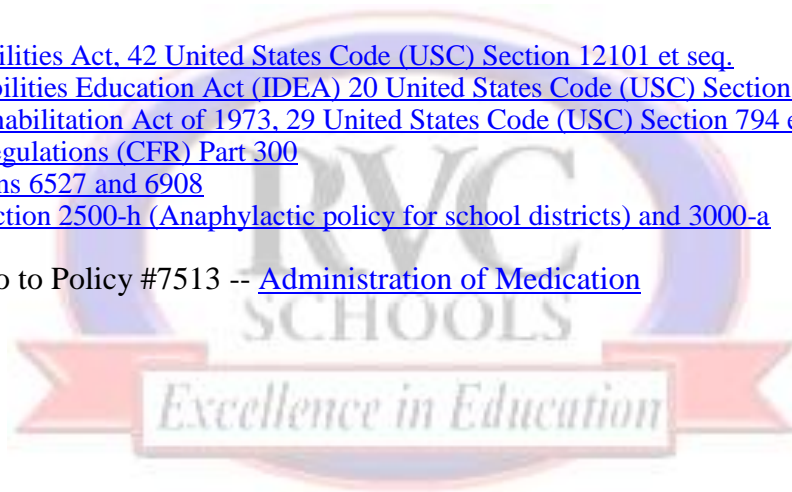 ilities Act, 42 United States Code (USC) Section 12101 et seq.
bilities Education Act (IDEA) 20 United States Code (USC) Section
habilitation Act of 1973, 29 United States Code (USC) Section 794 e
egulations (CFR) Part 300
ns 6527 and 6908
ction 2500-h (Anaphylactic policy for school districts) and 3000-a
o to Policy #7513 -- Administration of Medication
RVC
SCHOOLS
Excellence in Education